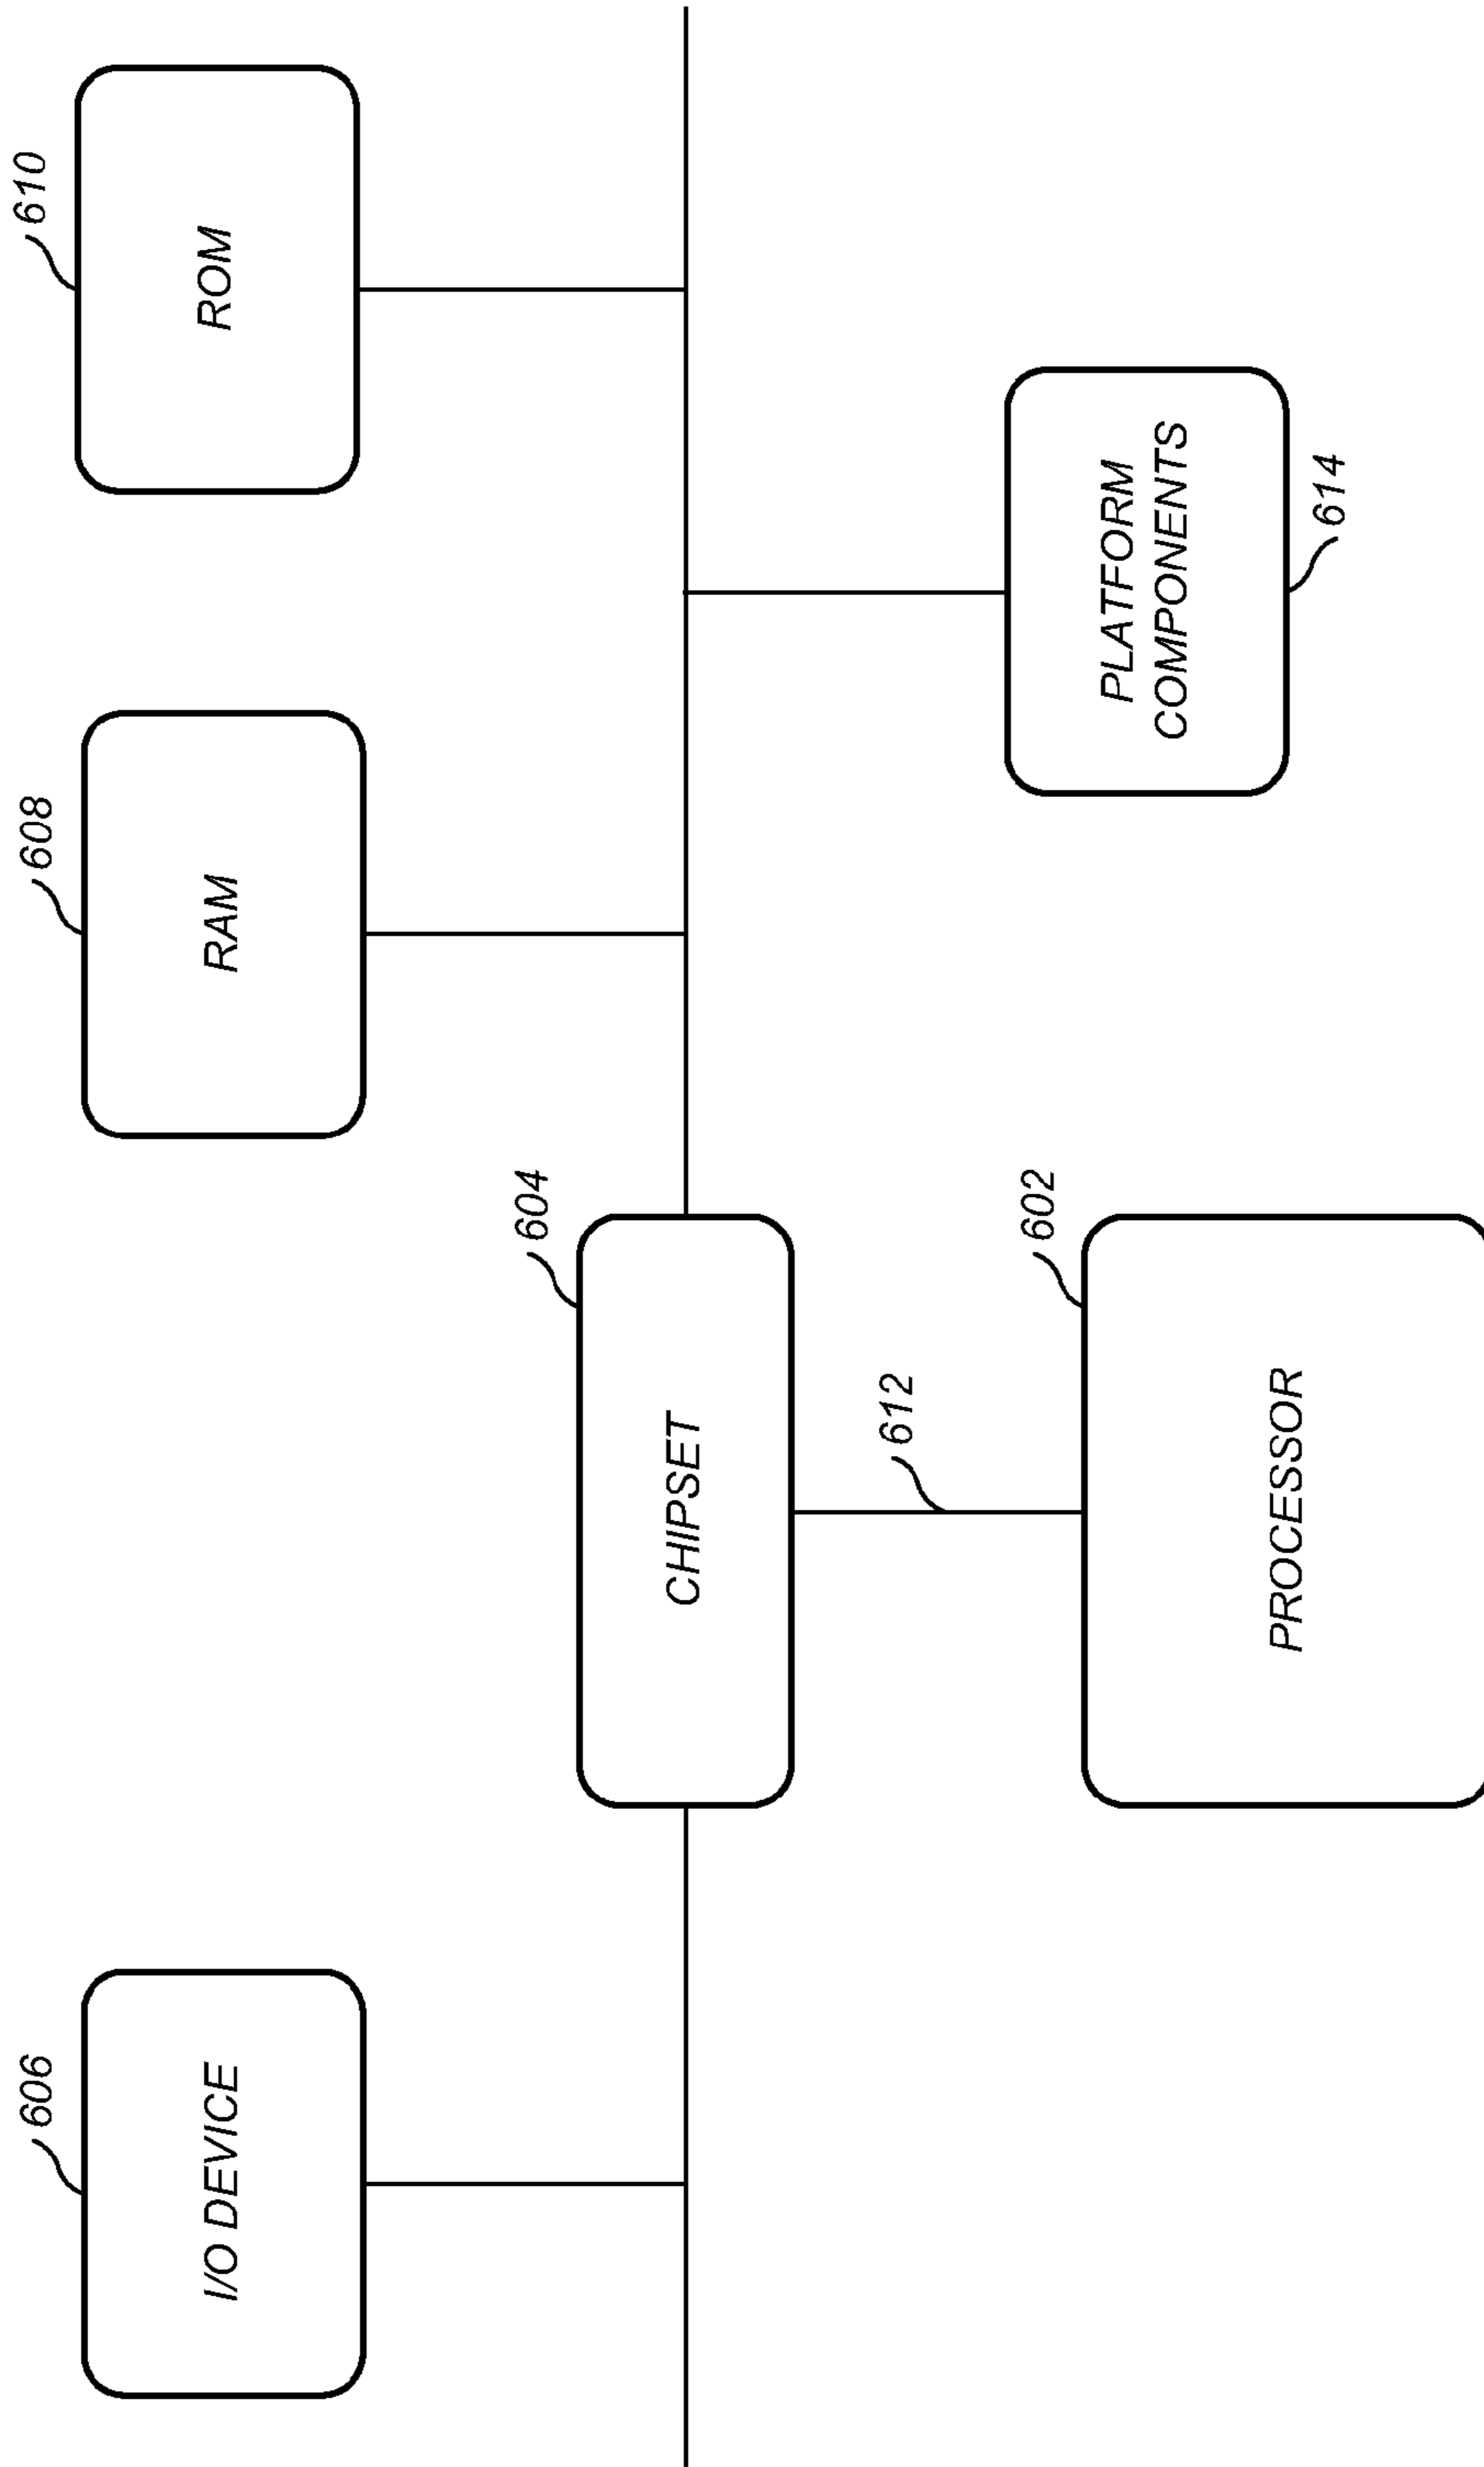 606
608
610
I/O DEVICE
RAM
ROM
604
CHIPSET
612
602
PROCESSOR
PLATFORM
COMPONENTS
614